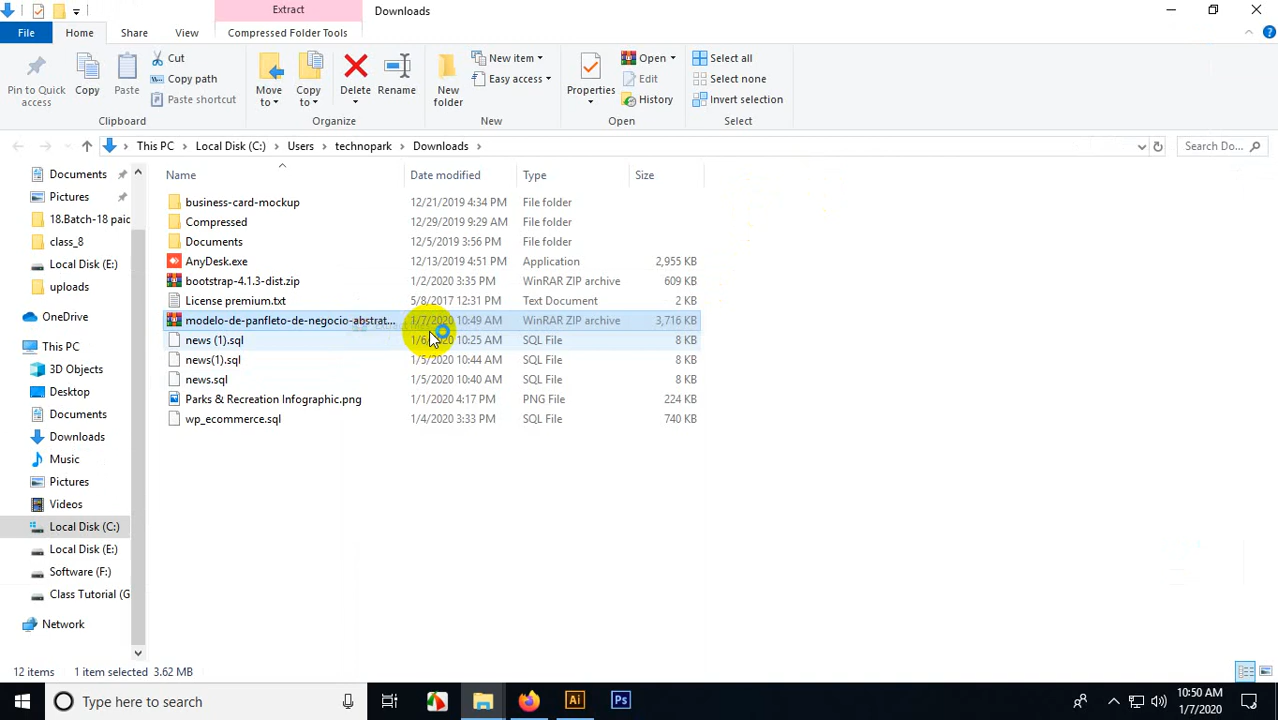 Extract
Downloads
File
Home
Share
View
Compressed Folder Tools
Pin to Quick access
Copy
Paste
Cut
Copy path
Paste shortcut
Clipboard
Move to
Copy to
Delete
Rename
Organize
New folder
New item
Easy access
New
Properties
Open
Edit
History
Open
Select all
Select none
Invert selection
Select
This PC > Local Disk (C:) > Users > technopark > Downloads >
Search Do...
Name Date modified Type Size
business-card-mockup 12/21/2019 4:34 PM File folder
Compressed 12/29/2019 9:29 AM File folder
Documents 12/5/2019 3:56 PM File folder
AnyDesk.exe 12/13/2019 4:51 PM Application 2,955 KB
bootstrap-4.1.3-dist.zip 1/2/2020 3:35 PM WinRAR ZIP archive 609 KB
License premium.txt 5/8/2017 12:31 PM Text Document 2 KB
modelo-de-panfleto-de-negocio-abstrat... 1/7/2020 10:49 AM WinRAR ZIP archive 3,716 KB
news (1).sql 1/6/ 10:25 AM SQL File 8 KB
news(1).sql 1/5/2020 10:44 AM SQL File 8 KB
news.sql 1/5/2020 10:40 AM SQL File 8 KB
Parks & Recreation Infographic.png 1/1/2020 4:17 PM PNG File 224 KB
wp_ecommerce.sql 1/4/2020 3:33 PM SQL File 740 KB
Documents
Pictures
18.Batch-18 paid
class_8
Local Disk (E:)
uploads
OneDrive
This PC
3D Objects
Desktop
Documents
Downloads
Music
Pictures
Videos
Local Disk (C:)
Local Disk (E:)
Software (F:)
Class Tutorial (G
Network
12 items 1 item selected 3.62 MB
Type here to search
Ai
Ps
10:50 AM
1/7/2020